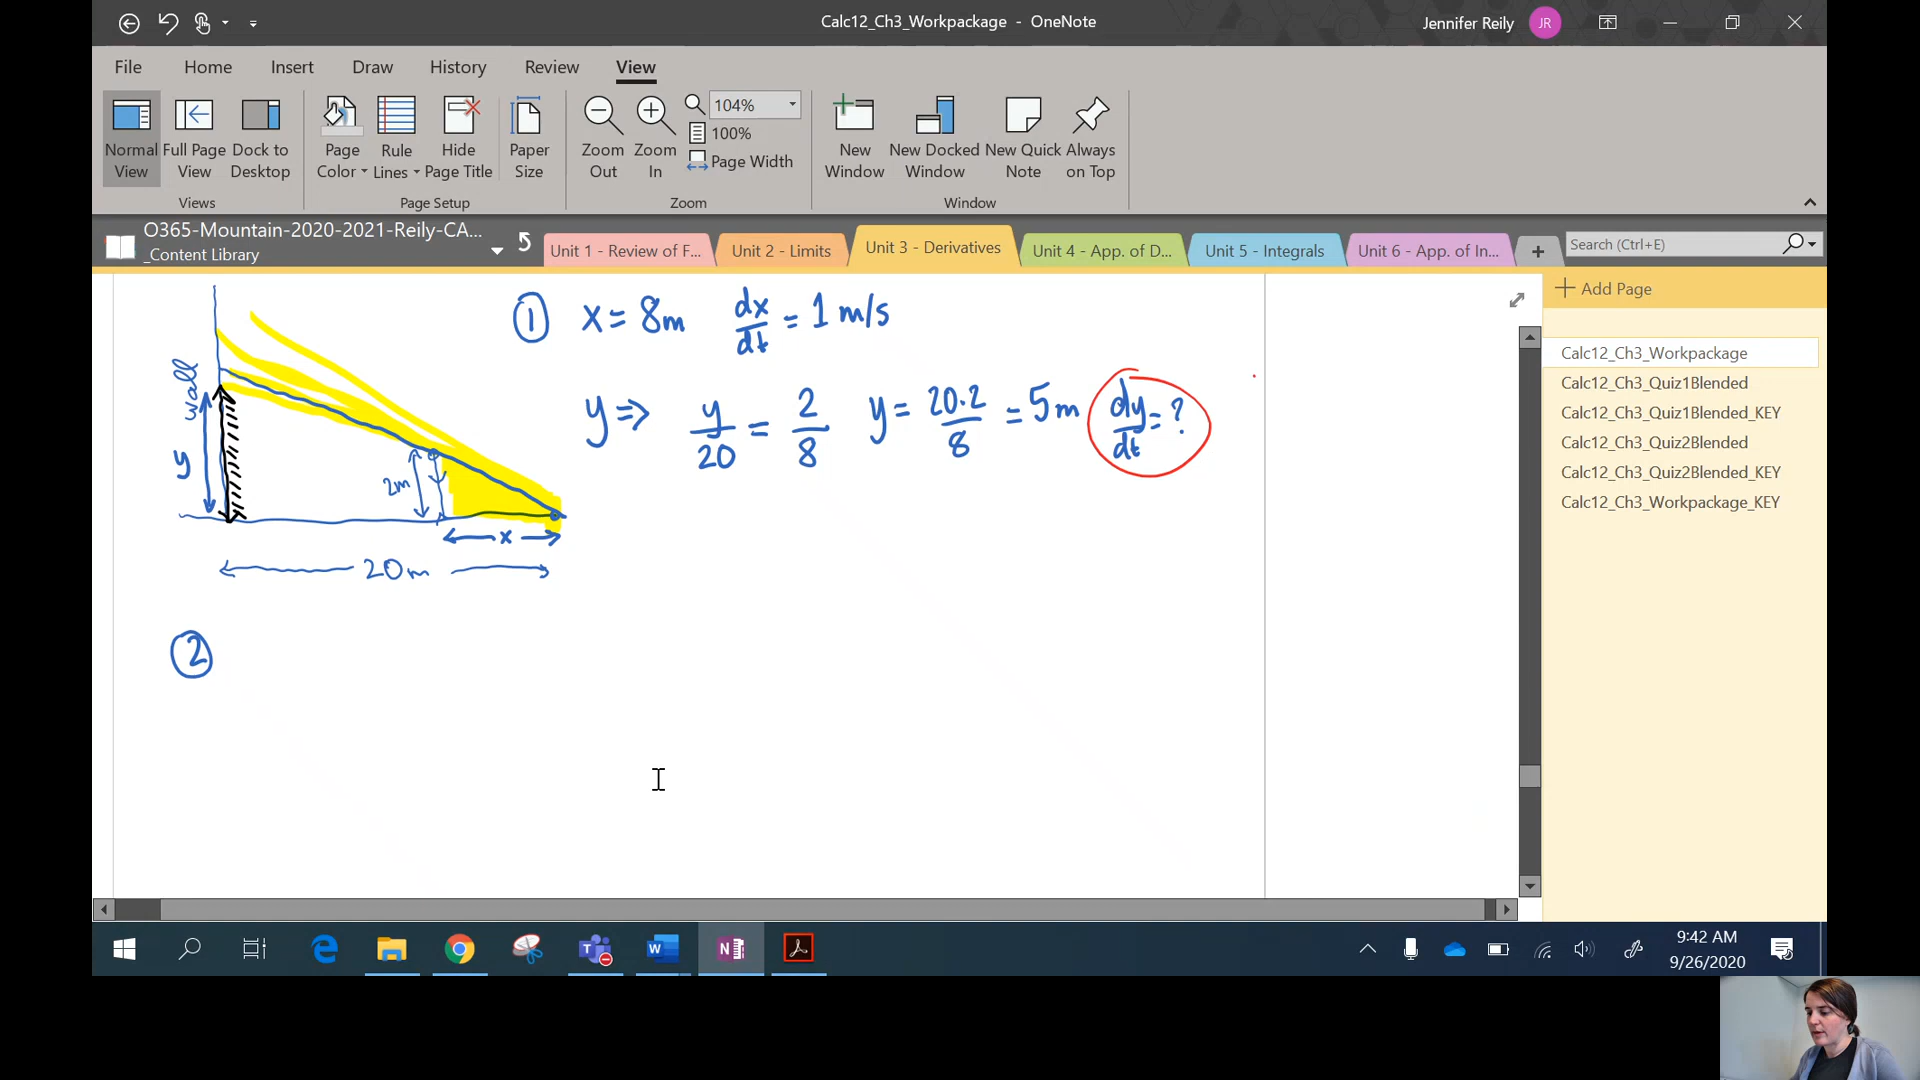 Calc12_Ch3_Workpackage - OneNote
Jennifer Reily
JR
File Home Insert Draw History Review View
Normal View
Full Page View
Dock to Desktop
Page Color
Rule Lines
Hide Page Title
Paper Size
Zoom Out
Zoom In
104%
100%
Page Width
New Window
New Docked Window
New Quick Note
Always on Top
Views
Page Setup
Zoom
Window
O365-Mountain-2020-2021-Reily-CA...
_Content Library
Unit 1 - Review of F...
Unit 2 - Limits
Unit 3 - Derivatives
Unit 4 - App. of D...
Unit 5 - Integrals
Unit 6 - App. of In...
+
Search (Ctrl+E)
Add Page
Calc12_Ch3_Workpackage
Calc12_Ch3_Quiz1Blended
Calc12_Ch3_Quiz1Blended_KEY
Calc12_Ch3_Quiz2Blended
Calc12_Ch3_Quiz2Blended_KEY
Calc12_Ch3_Workpackage_KEY
① x = 8m dx/dt = 1 m/s
y ⇒ y/20 = 2/8 y = 20·2/8 = 5m dy/dt = ?
wall
y
2m
x
20m
②
9:42 AM
9/26/2020